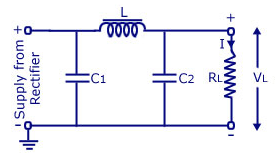 L
+
+
Supply from
Rectifier
C1
C2
I
RL
VL
-
-